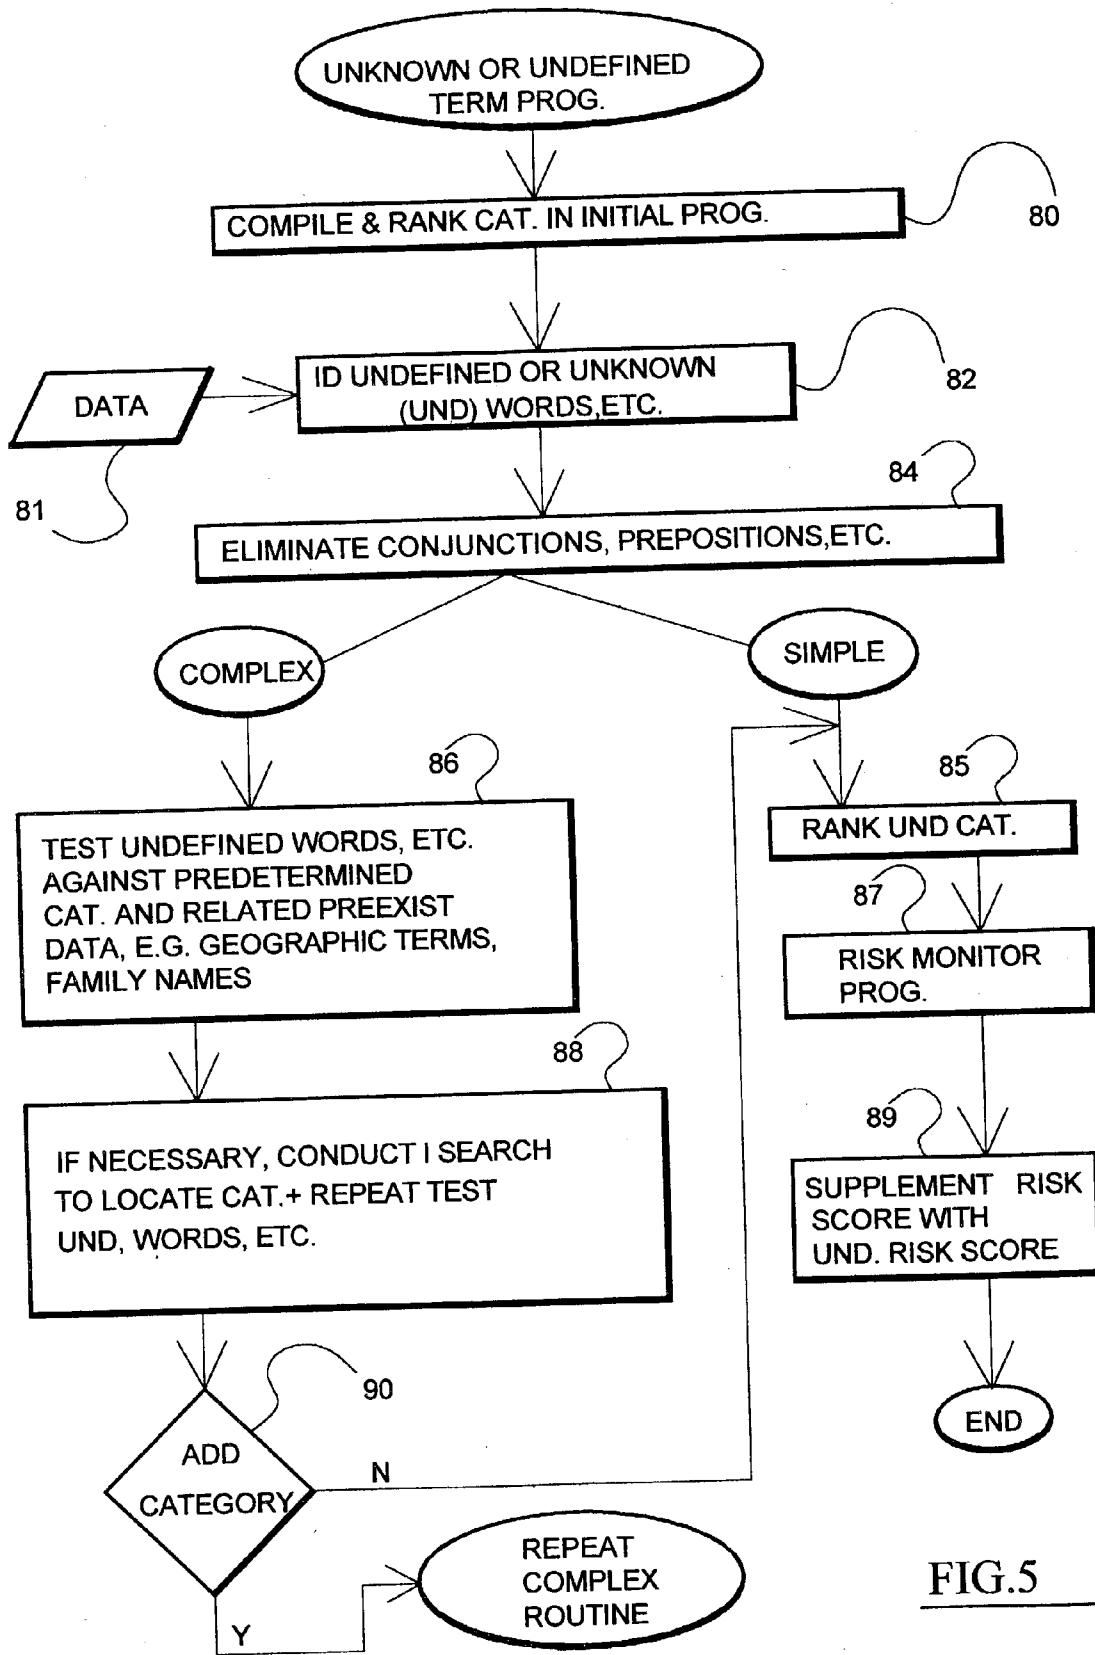 UNKNOWN OR UNDEFINED
TERM PROG.
COMPILE & RANK CAT. IN INITIAL PROG.
80
DATA
81
ID UNDEFINED OR UNKNOWN
(UND) WORDS,ETC.
82
84
ELIMINATE CONJUNCTIONS, PREPOSITIONS,ETC.
COMPLEX
SIMPLE
86
TEST UNDEFINED WORDS, ETC.
AGAINST PREDETERMINED
CAT. AND RELATED PREEXIST
DATA, E.G. GEOGRAPHIC TERMS,
FAMILY NAMES
85
RANK UND CAT.
87
RISK MONITOR
PROG.
88
IF NECESSARY, CONDUCT I SEARCH
TO LOCATE CAT.+ REPEAT TEST
UND, WORDS, ETC.
89
SUPPLEMENT RISK
SCORE WITH
UND. RISK SCORE
90
ADD
CATEGORY
N
Y
END
REPEAT
COMPLEX
ROUTINE
FIG.5